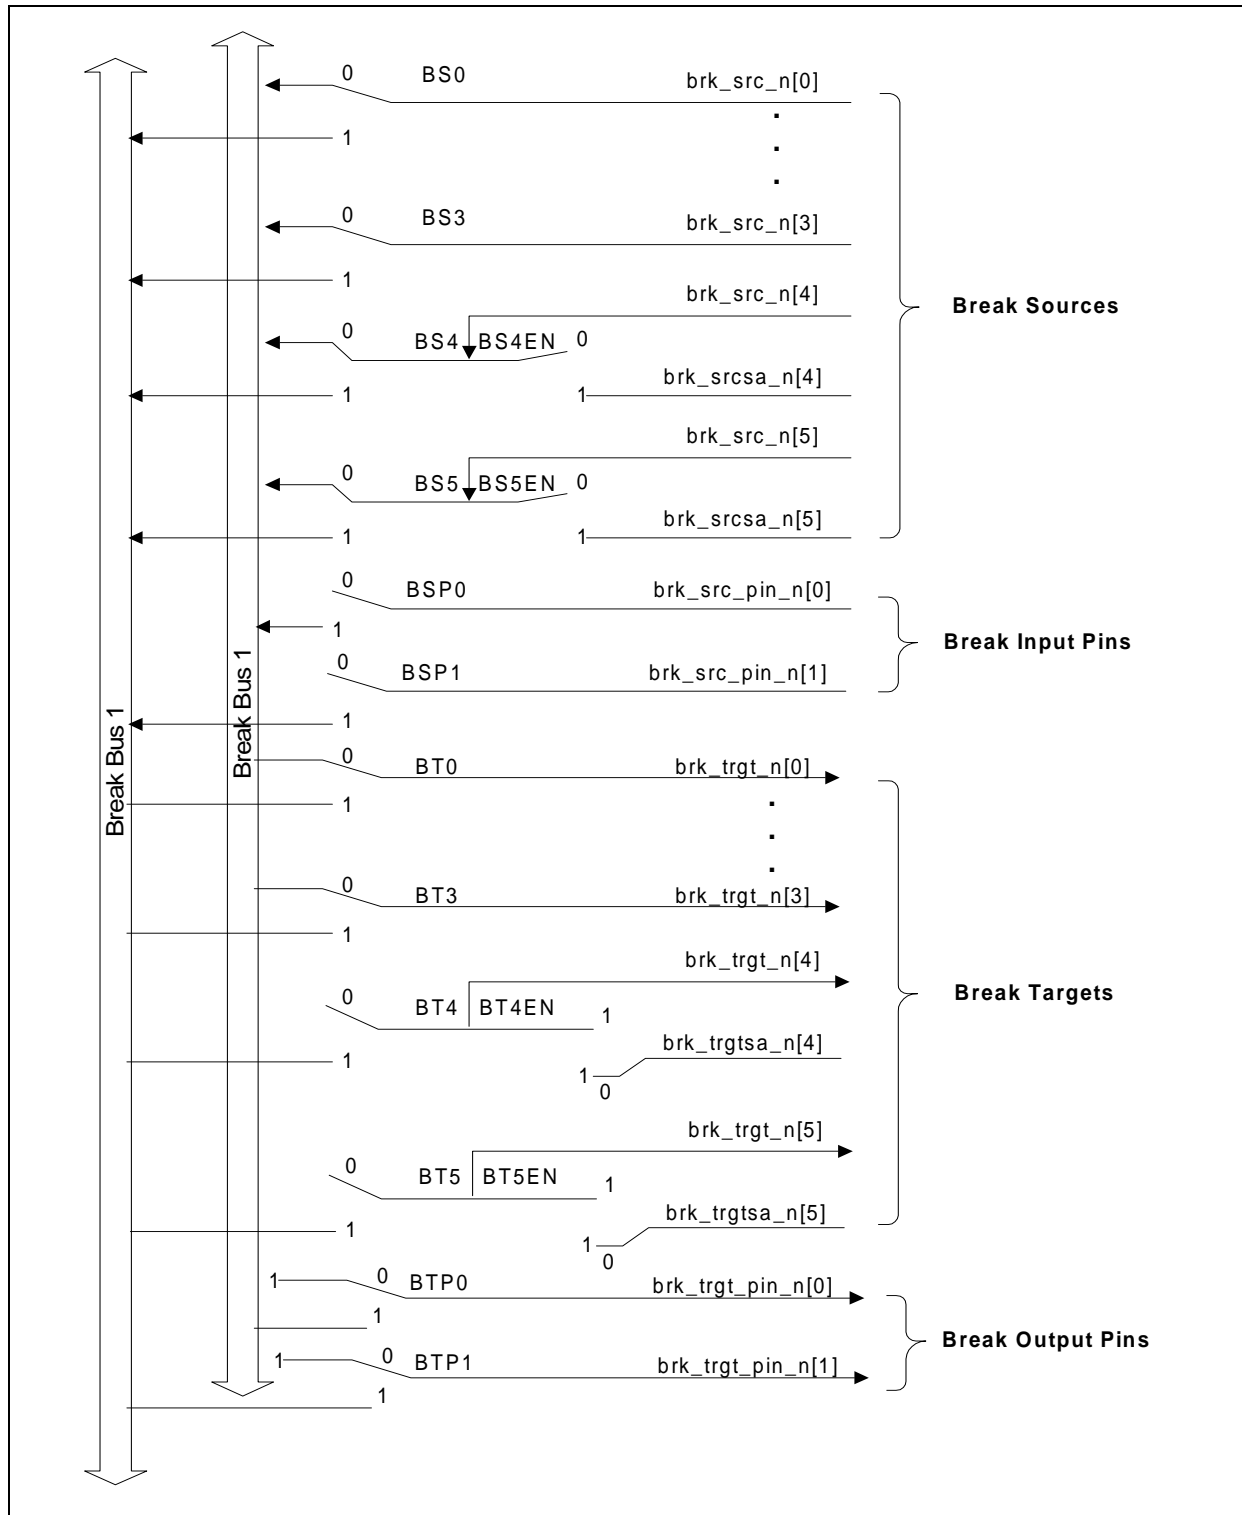 0 BS0 brk_src_n[0]
1
0 BS3 brk_src_n[3]
1
brk_src_n[4]
0 BS4 BS4EN 0
brk_srcsa_n[4]
1 1
brk_src_n[5]
0 BS5 BS5EN 0
brk_srcsa_n[5]
1 1
Break Sources
0 BSP0 brk_src_pin_n[0]
1
0 BSP1 brk_src_pin_n[1]
1
Break Input Pins
Break Bus 1
Break Bus 1
0 BT0 brk_trgt_n[0]
1
0 BT3 brk_trgt_n[3]
1
brk_trgt_n[4]
0 BT4 BT4EN 1
brk_trgtsa_n[4]
1 1
0
brk_trgt_n[5]
0 BT5 BT5EN 1
brk_trgtsa_n[5]
1 1
0
Break Targets
1 0 BTP0 brk_trgt_pin_n[0]
1
1 0 BTP1 brk_trgt_pin_n[1]
1
Break Output Pins